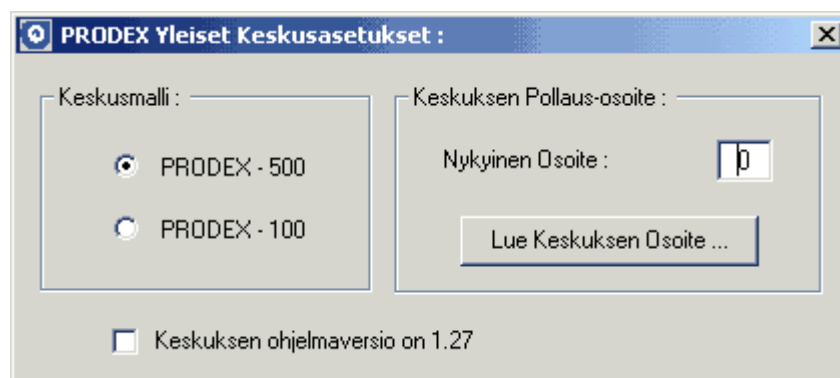 PRODEX Yleiset Keskusasetukset :
Keskusmalli :
PRODEX - 500
PRODEX - 100
Keskuksen Pollaus-osoite :
Nykyinen Osoite : 0
Lue Keskuksen Osoite ...
Keskuksen ohjelmaversio on 1.27